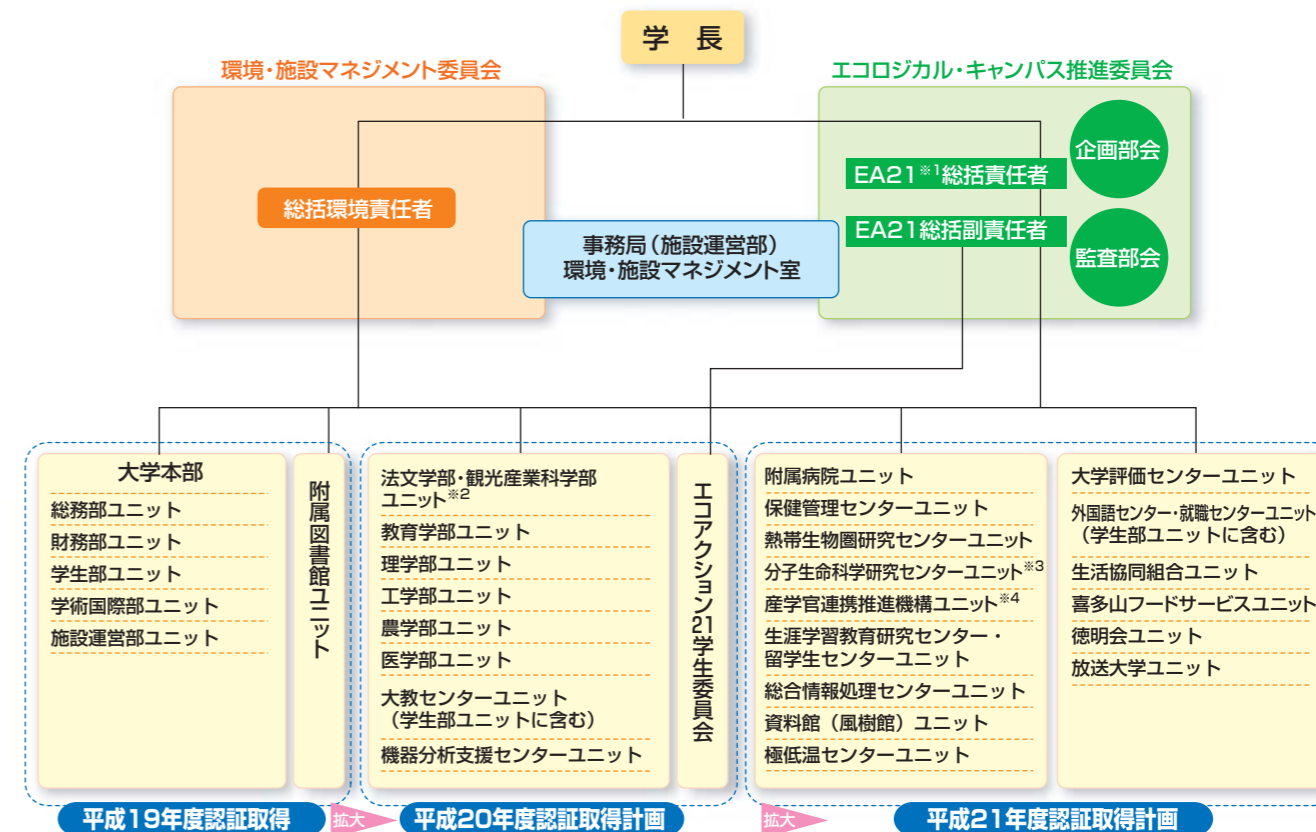 学 長
環境・施設マネジメント委員会
エコロジカル・キャンパス推進委員会
企画部会
EA21※1総括責任者
総括環境責任者
EA21総括副責任者
監査部会
事務局（施設運営部）
環境・施設マネジメント室
大学本部
総務部ユニット
財務部ユニット
学生部ユニット
学術国際部ユニット
施設運営部ユニット
附属図書館ユニット
法文学部・観光産業科学部
ユニット※2
教育学部ユニット
理学部ユニット
工学部ユニット
農学部ユニット
医学部ユニット
大教センターユニット
（学生部ユニットに含む）
機器分析支援センターユニット
エコアクション21学生委員会
附属病院ユニット
保健管理センターユニット
熱帯生物圏研究センターユニット
分子生命科学研究センターユニット※3
産学官連携推進機構ユニット※4
生涯学習教育研究センター・
留学生センターユニット
総合情報処理センターユニット
資料館（風樹館）ユニット
極低温センターユニット
大学評価センターユニット
外国語センター・就職センターユニット
（学生部ユニットに含む）
生活協同組合ユニット
喜多山フードサービスユニット
徳明会ユニット
放送大学ユニット
平成19年度認証取得
拡大
平成20年度認証取得計画
拡大
平成21年度認証取得計画